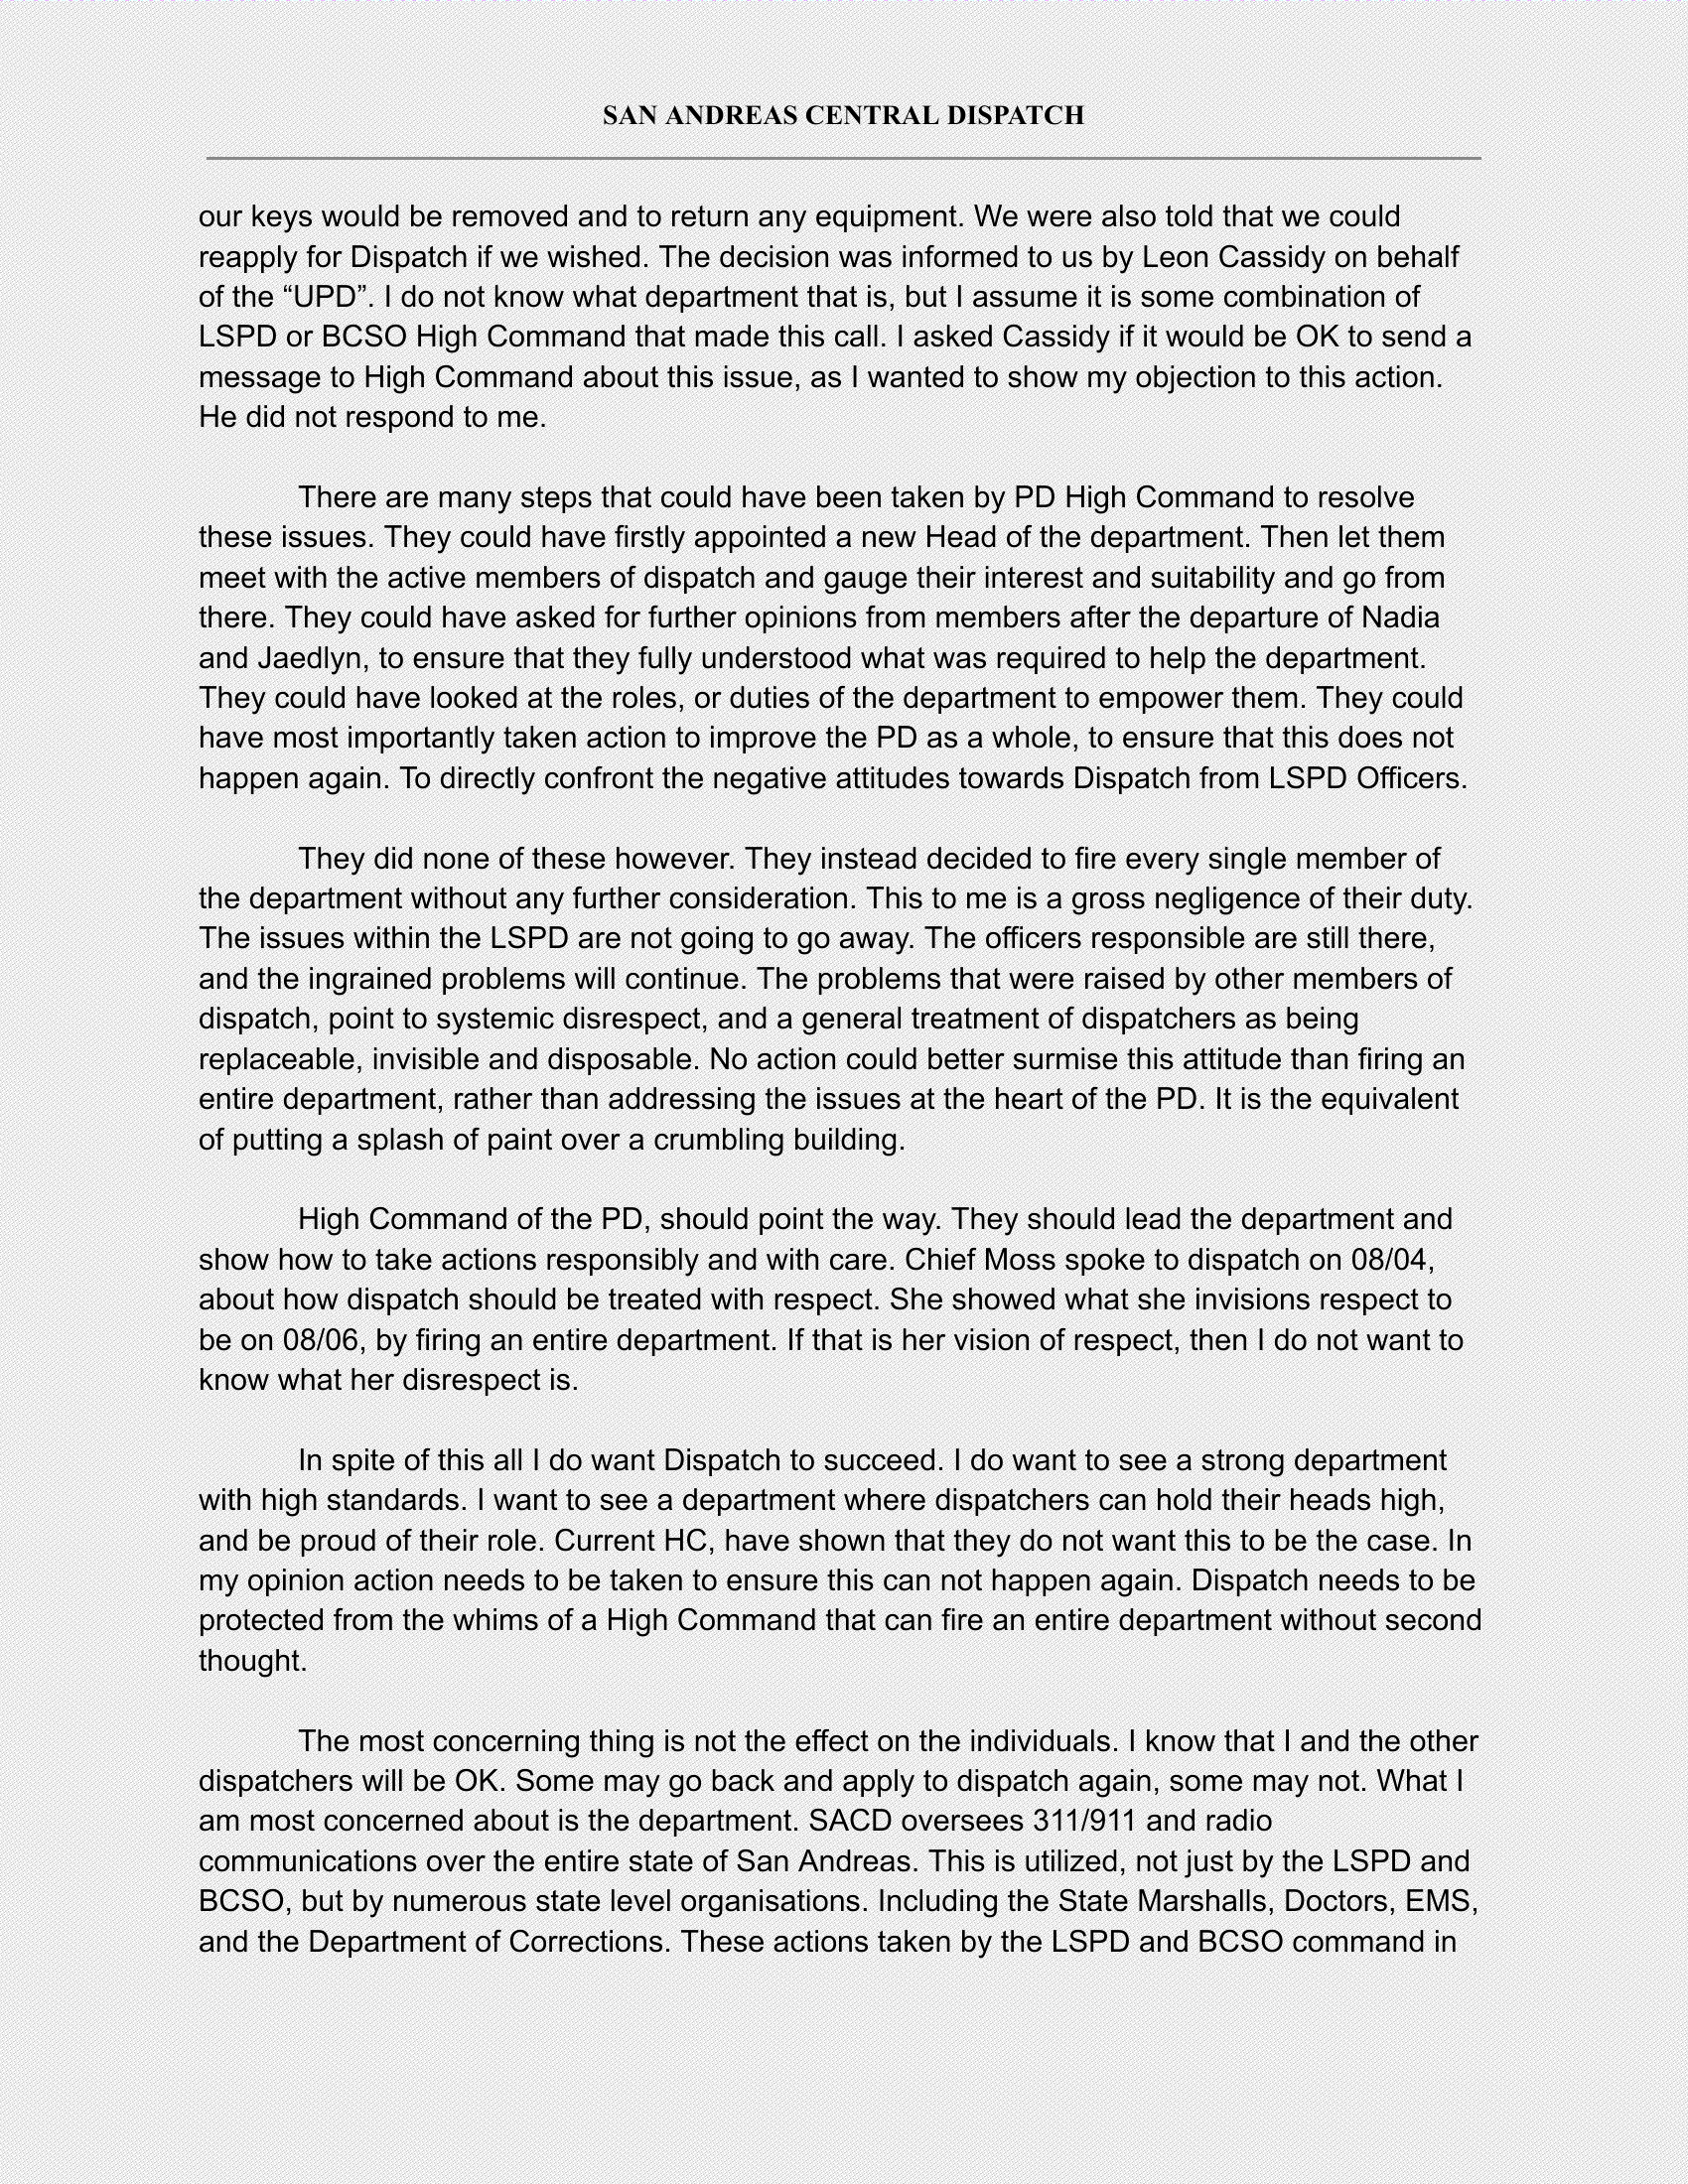 SAN ANDREAS CENTRAL DISPATCH
our keys would be removed and to return any equipment. We were also told that we could
reapply for Dispatch if we wished. The decision was informed to us by Leon Cassidy on behalf
of the “UPD”. I do not know what department that is, but I assume it is some combination of
LSPD or BCSO High Command that made this call. I asked Cassidy if it would be OK to send a
message to High Command about this issue, as I wanted to show my objection to this action.
He did not respond to me.
There are many steps that could have been taken by PD High Command to resolve
these issues. They could have firstly appointed a new Head of the department. Then let them
meet with the active members of dispatch and gauge their interest and suitability and go from
there. They could have asked for further opinions from members after the departure of Nadia
and Jaedlyn, to ensure that they fully understood what was required to help the department.
They could have looked at the roles, or duties of the department to empower them. They could
have most importantly taken action to improve the PD as a whole, to ensure that this does not
happen again. To directly confront the negative attitudes towards Dispatch from LSPD Officers.
They did none of these however. They instead decided to fire every single member of
the department without any further consideration. This to me is a gross negligence of their duty.
The issues within the LSPD are not going to go away. The officers responsible are still there,
and the ingrained problems will continue. The problems that were raised by other members of
dispatch, point to systemic disrespect, and a general treatment of dispatchers as being
replaceable, invisible and disposable. No action could better surmise this attitude than firing an
entire department, rather than addressing the issues at the heart of the PD. It is the equivalent
of putting a splash of paint over a crumbling building.
High Command of the PD, should point the way. They should lead the department and
show how to take actions responsibly and with care. Chief Moss spoke to dispatch on 08/04,
about how dispatch should be treated with respect. She showed what she invisions respect to
be on 08/06, by firing an entire department. If that is her vision of respect, then I do not want to
know what her disrespect is.
In spite of this all I do want Dispatch to succeed. I do want to see a strong department
with high standards. I want to see a department where dispatchers can hold their heads high,
and be proud of their role. Current HC, have shown that they do not want this to be the case. In
my opinion action needs to be taken to ensure this can not happen again. Dispatch needs to be
protected from the whims of a High Command that can fire an entire department without second
thought.
The most concerning thing is not the effect on the individuals. I know that I and the other
dispatchers will be OK. Some may go back and apply to dispatch again, some may not. What I
am most concerned about is the department. SACD oversees 311/911 and radio
communications over the entire state of San Andreas. This is utilized, not just by the LSPD and
BCSO, but by numerous state level organisations. Including the State Marshalls, Doctors, EMS,
and the Department of Corrections. These actions taken by the LSPD and BCSO command in